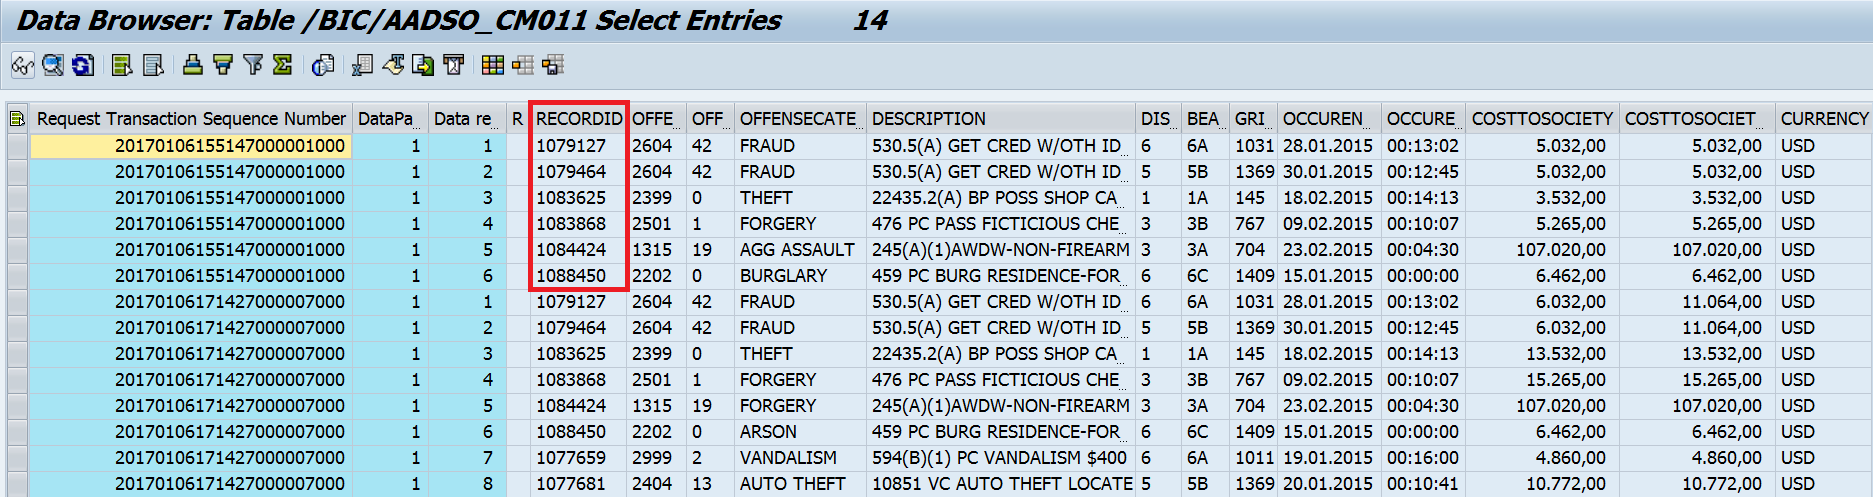 Data Browser: Table /BIC/AADSO_CM011 Select Entries 14
Request Transaction Sequence Number DataPa... Data re... R RECORDID OFFE... OFF... OFFENSECATE... DESCRIPTION DIS... BEA... GRI... OCCUREN... OCCURE... COSTTOSOCIETY COSTTOSOCIET... CURRENCY
20170106155147000001000 1 1 1079127 2604 42 FRAUD 530.5(A) GET CRED W/OTH ID... 6 6A 1031 28.01.2015 00:13:02 5.032,00 5.032,00 USD
20170106155147000001000 1 2 1079464 2604 42 FRAUD 530.5(A) GET CRED W/OTH ID... 5 5B 1369 30.01.2015 00:12:45 5.032,00 5.032,00 USD
20170106155147000001000 1 3 1083625 2399 0 THEFT 22435.2(A) BP POSS SHOP CA... 1 1A 145 18.02.2015 00:14:13 3.532,00 3.532,00 USD
20170106155147000001000 1 4 1083868 2501 1 FORGERY 476 PC PASS FICTICIOUS CHE... 3 3B 767 09.02.2015 00:10:07 5.265,00 5.265,00 USD
20170106155147000001000 1 5 1084424 1315 19 AGG ASSAULT 245(A)(1)AWDW-NON-FIREARM 3 3A 704 23.02.2015 00:04:30 107.020,00 107.020,00 USD
20170106155147000001000 1 6 1088450 2202 0 BURGLARY 459 PC BURG RESIDENCE-FOR... 6 6C 1409 15.01.2015 00:00:00 6.462,00 6.462,00 USD
20170106171427000007000 1 1 1079127 2604 42 FRAUD 530.5(A) GET CRED W/OTH ID... 6 6A 1031 28.01.2015 00:13:02 6.032,00 11.064,00 USD
20170106171427000007000 1 2 1079464 2604 42 FRAUD 530.5(A) GET CRED W/OTH ID... 5 5B 1369 30.01.2015 00:12:45 6.032,00 11.064,00 USD
20170106171427000007000 1 3 1083625 2399 0 THEFT 22435.2(A) BP POSS SHOP CA... 1 1A 145 18.02.2015 00:14:13 13.532,00 13.532,00 USD
20170106171427000007000 1 4 1083868 2501 1 FORGERY 476 PC PASS FICTICIOUS CHE... 3 3B 767 09.02.2015 00:10:07 15.265,00 15.265,00 USD
20170106171427000007000 1 5 1084424 1315 19 FORGERY 245(A)(1)AWDW-NON-FIREARM 3 3A 704 23.02.2015 00:04:30 107.020,00 107.020,00 USD
20170106171427000007000 1 6 1088450 2202 0 ARSON 459 PC BURG RESIDENCE-FOR... 6 6C 1409 15.01.2015 00:00:00 6.462,00 6.462,00 USD
20170106171427000007000 1 7 1077659 2999 2 VANDALISM 594(B)(1) PC VANDALISM $400 6 6A 1011 19.01.2015 00:16:00 4.860,00 4.860,00 USD
20170106171427000007000 1 8 1077681 2404 13 AUTO THEFT 10851 VC AUTO THEFT LOCATE 5 5B 1369 20.01.2015 00:10:41 10.772,00 10.772,00 USD